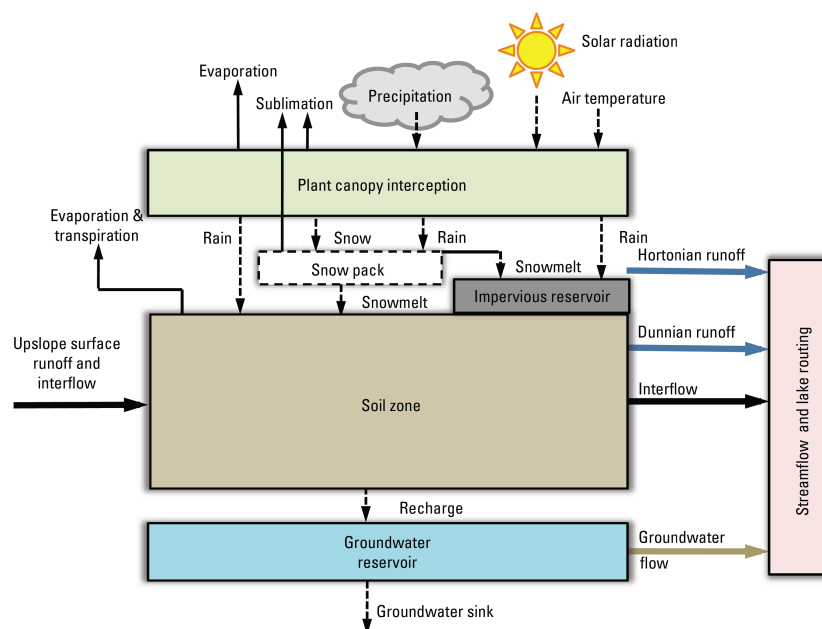 Solar radiation
Evaporation
Sublimation
Precipitation
Air temperature
Plant canopy interception
Evaporation &
transpiration
Rain
Snow
Rain
Rain
Hortonian runoff
Snow pack
Snowmelt
Impervious reservoir
Snowmelt
Upslope surface
runoff and
interflow
Dunnian runoff
Interflow
Soil zone
Streamflow and lake routing
Recharge
Groundwater
reservoir
Groundwater
flow
Groundwater sink